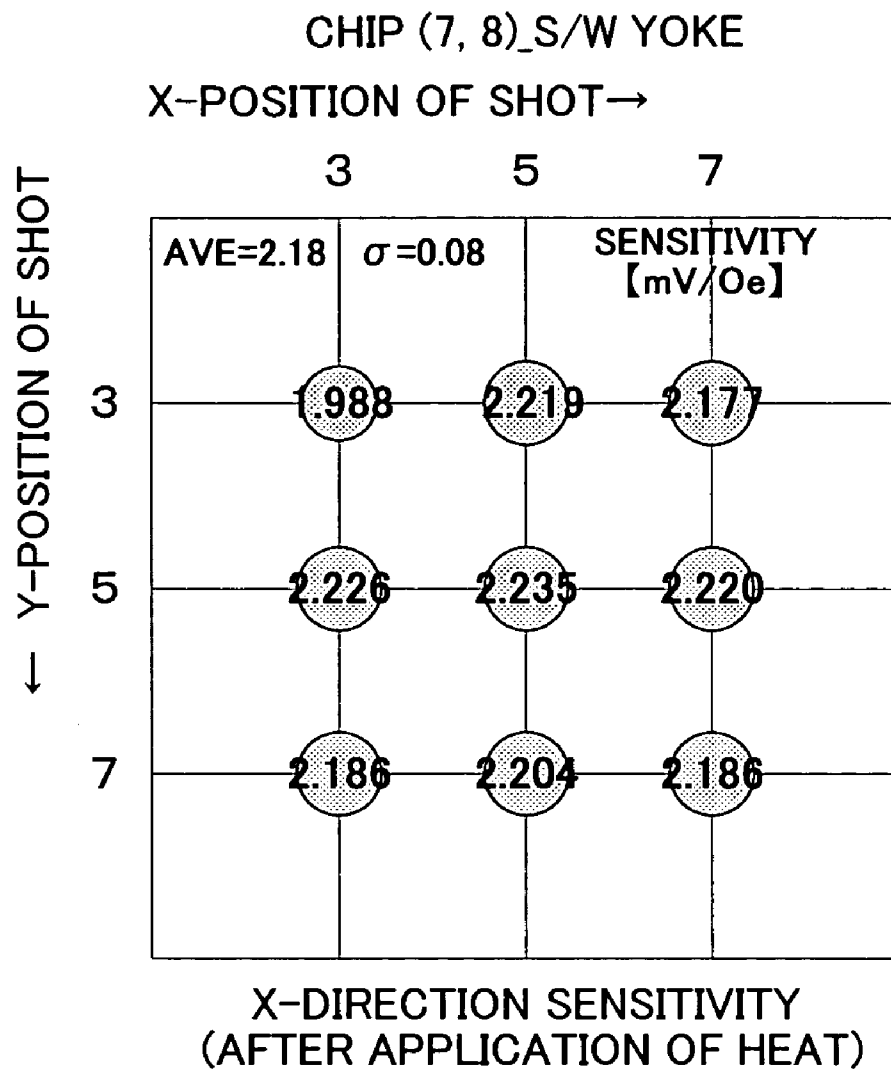 CHIP (7, 8)_S/W YOKE
X-POSITION OF SHOT→
← Y-POSITION OF SHOT
3 5 7
AVE=2.18 σ=0.08 SENSITIVITY
【mV/Oe】
3 1.988 2.219 2.177
5 2.226 2.235 2.220
7 2.186 2.204 2.186
X-DIRECTION SENSITIVITY
(AFTER APPLICATION OF HEAT)